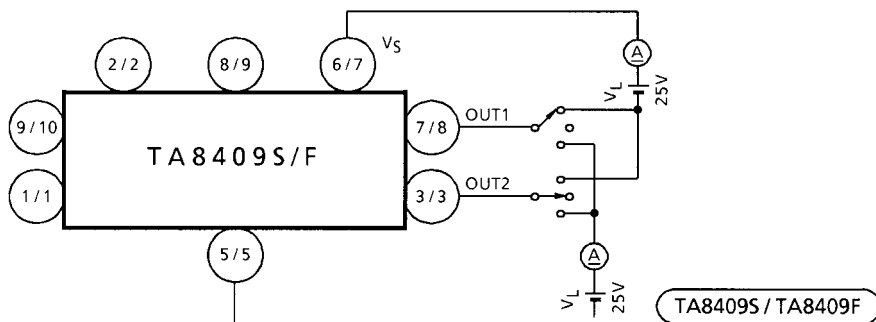 2/2
8/9
6/7
VS
A
VL
25V
9/10
7/8
OUT1
TA8409S/F
1/1
3/3
OUT2
5/5
A
VL
25V
TA8409S / TA8409F